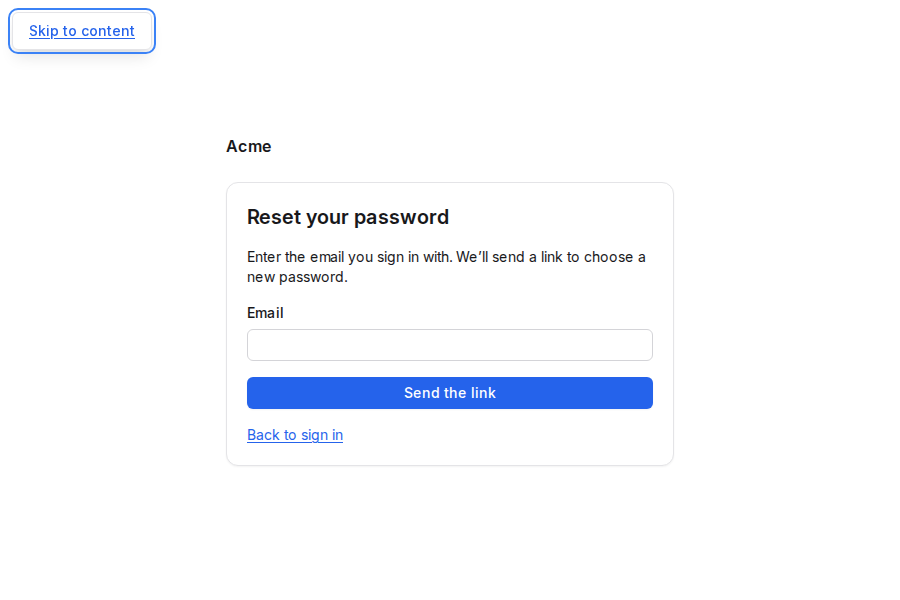 Skip to content
Acme
Reset your password
Enter the email you sign in with. We’ll send a link to choose a
new password.
Email
Send the link
Back to sign in